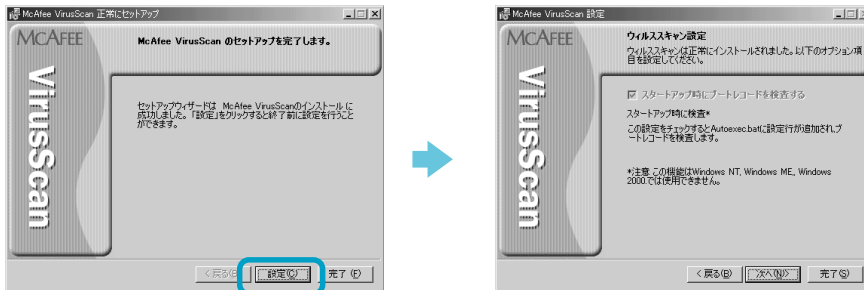 McAfee VirusScan 正常にセットアップ
MCAFEE
VirusScan
McAfee VirusScan のセットアップを完了します。
セットアップウィザードは McAfee VirusScanのインストールに
成功しました。「設定」をクリックすると終了前に設定を行うこと
ができます。
< 戻る(B)
設定(C)
完了(F)
McAfee VirusScan 設定
MCAFEE
VirusScan
ウィルススキャン設定
ウィルススキャンは正常にインストールされました。以下のオプション項
目を設定してください。
スタートアップ時にブートレコードを検査する
スタートアップ時に検査*
この設定をチェックするとAutoexec.batに設定行が追加され、ブ
ートレコードを検査します。
*注意 この機能はWindows NT, Windows ME, Windows
2000では使用できません。
< 戻る(B)
次へ(N)>
完了(S)